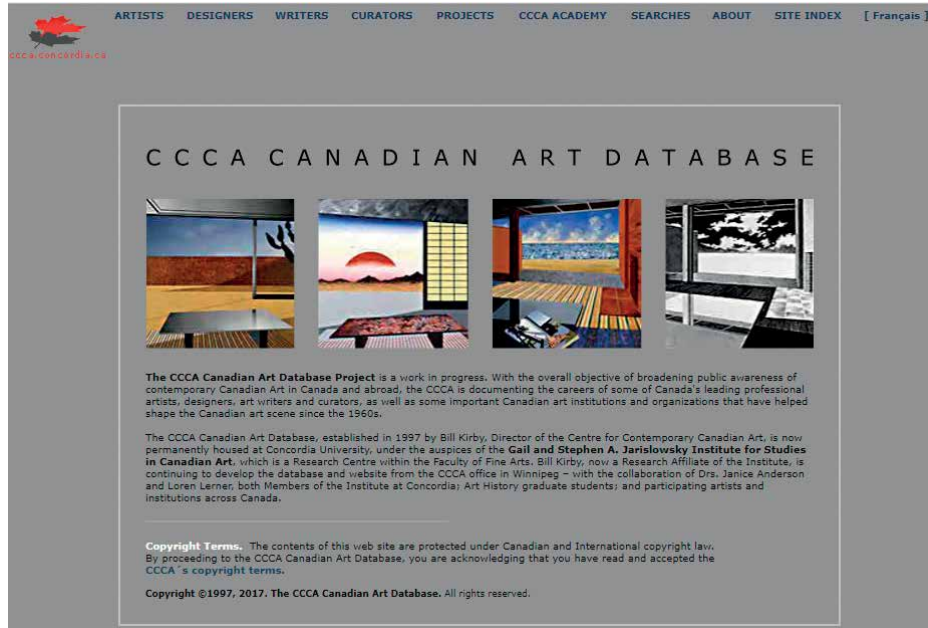 ARTISTS DESIGNERS WRITERS CURATORS PROJECTS CCCA ACADEMY SEARCHES ABOUT SITE INDEX [ Français ]
ccca.concordia.ca
CCCA CANADIAN ART DATABASE
The CCCA Canadian Art Database Project is a work in progress. With the overall objective of broadening public awareness of
contemporary Canadian Art in Canada and abroad, the CCCA is documenting the careers of some of Canada's leading professional
artists, designers, art writers and curators, as well as some important Canadian art institutions and organizations that have helped
shape the Canadian art scene since the 1960s.
The CCCA Canadian Art Database, established in 1997 by Bill Kirby, Director of the Centre for Contemporary Canadian Art, is now
permanently housed at Concordia University, under the auspices of the Gail and Stephen A. Jarislowsky Institute for Studies
in Canadian Art, which is a Research Centre within the Faculty of Fine Arts. Bill Kirby, now a Research Affiliate of the Institute, is
continuing to develop the database and website from the CCCA office in Winnipeg – with the collaboration of Drs. Janice Anderson
and Loren Lerner, both Members of the Institute at Concordia; Art History graduate students; and participating artists and
institutions across Canada.
Copyright Terms. The contents of this web site are protected under Canadian and International copyright law.
By proceeding to the CCCA Canadian Art Database, you are acknowledging that you have read and accepted the
CCCA´s copyright terms.
Copyright ©1997, 2017. The CCCA Canadian Art Database. All rights reserved.